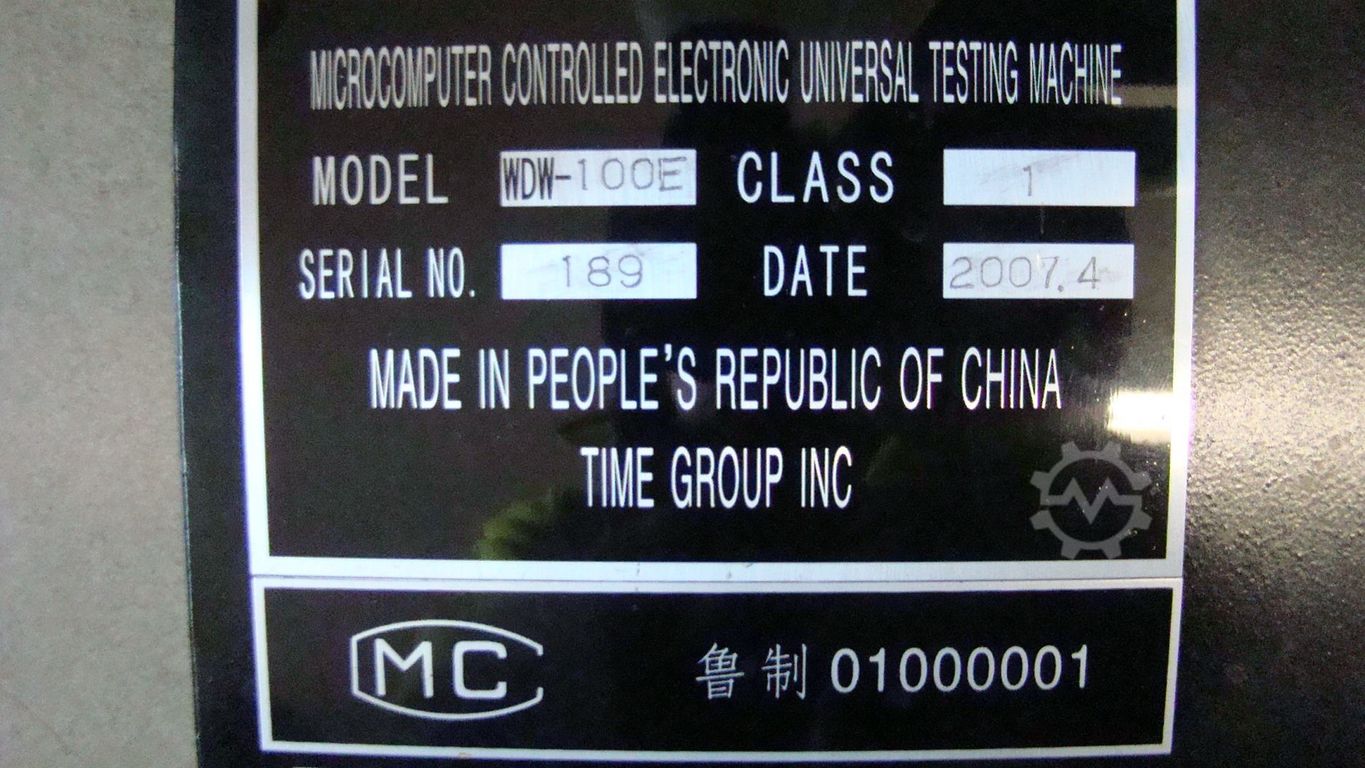 MICROCOMPUTER CONTROLLED ELECTRONIC UNIVERSAL TESTING MACHINE
MODEL WDW-100E CLASS 1
SERIAL NO. 189 DATE 2007.4
MADE IN PEOPLE'S REPUBLIC OF CHINA
TIME GROUP INC
MC 鲁制 01000001